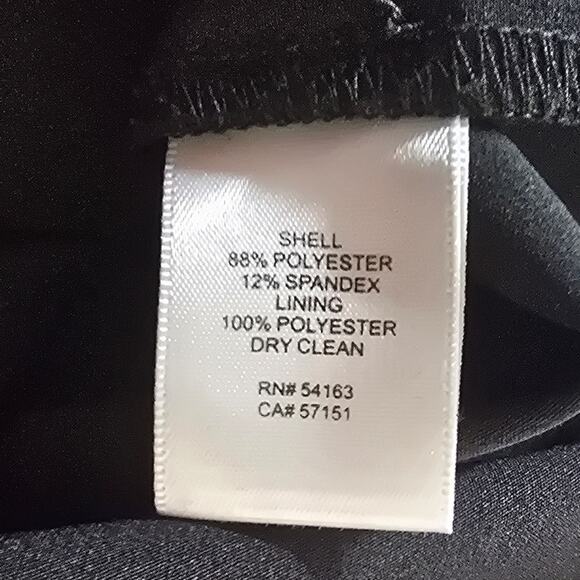 SHELL
88% POLYESTER
12% SPANDEX
LINING
100% POLYESTER
DRY CLEAN
RN# 54163
CA# 57151